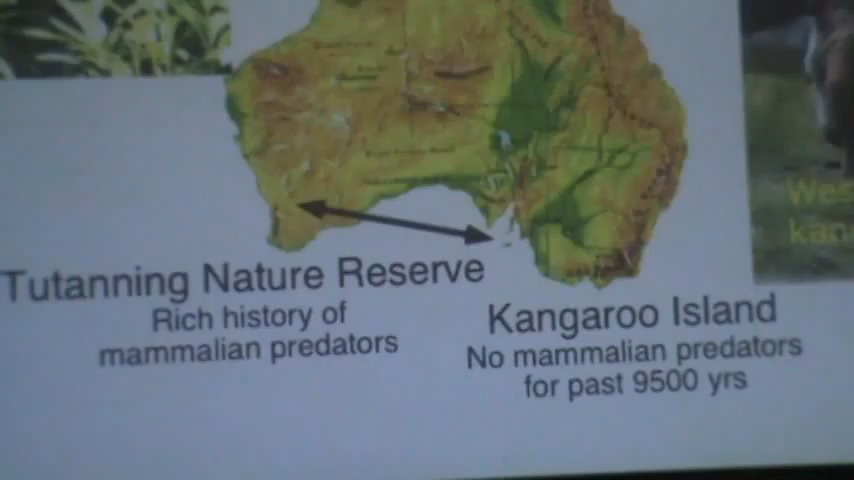 Tutanning Nature Reserve
Rich history of
mammalian predators
Kangaroo Island
No mammalian predators
for past 9500 yrs